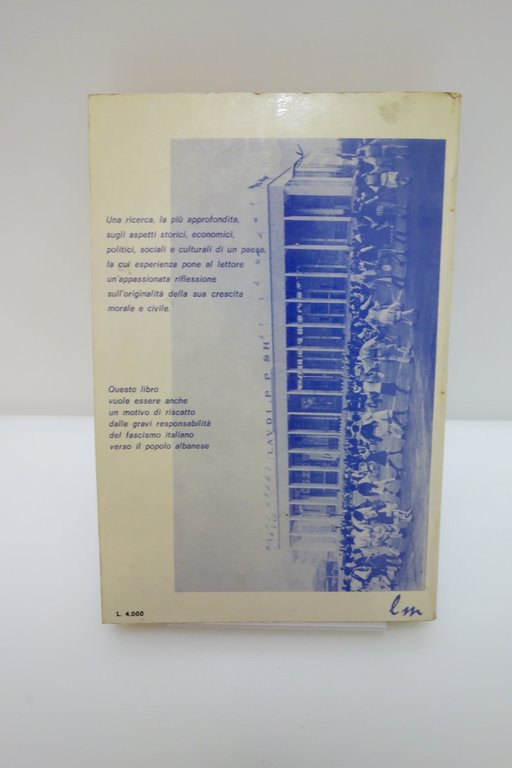 Una ricerca, la più approfondita,
sugli aspetti storici, economici,
politici, sociali e culturali di un paese,
la cui esperienza pone al lettore
un'appassionata riflessione
sull'originalità della sua crescita
morale e civile.
Questo libro
vuole essere anche
un motivo di riscatto
dalle gravi responsabilità
del fascismo italiano
verso il popolo albanese
LAVDI P. P. SH
L. 4.000
lm